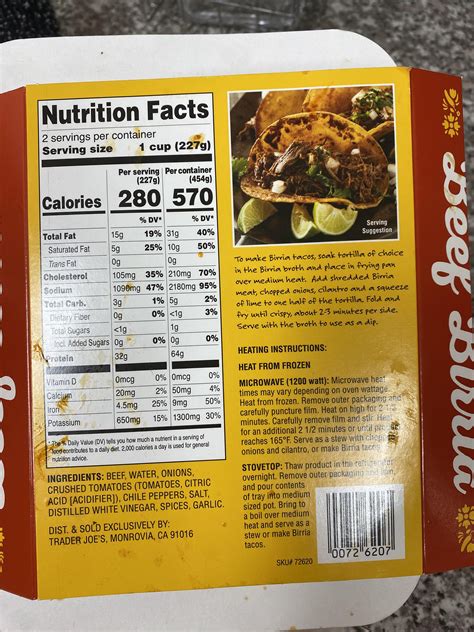 Nutrition Facts
2 servings per container
Serving size 1 cup (227g)
Per serving (227g) Per container (454g)
Calories 280 570
% DV* % DV*
Total Fat 15g 19% 31g 40%
Saturated Fat 5g 25% 10g 50%
Trans Fat 0g 0g
Cholesterol 105mg 35% 210mg 70%
Sodium 1090mg 47% 2180mg 95%
Total Carb. 3g 1% 5g 2%
Dietary Fiber 0g 0% <1g 3%
Total Sugars <1g 1g
Incl. Added Sugars 0g 0% 0g 0%
Protein 32g 64g
Vitamin D 0mcg 0% 0mcg 0%
Calcium 20mg 2% 50mg 4%
Iron 4.5mg 25% 9mg 50%
Potassium 650mg 15% 1300mg 30%
* The % Daily Value (DV) tells you how much a nutrient in a serving of
food contributes to a daily diet. 2,000 calories a day is used for general
nutrition advice.
INGREDIENTS: BEEF, WATER, ONIONS,
CRUSHED TOMATOES (TOMATOES, CITRIC
ACID [ACIDIFIER]), CHILE PEPPERS, SALT,
DISTILLED WHITE VINEGAR, SPICES, GARLIC.
DIST. & SOLD EXCLUSIVELY BY:
TRADER JOE'S, MONROVIA, CA 91016
Serving
Suggestion
To make Birria tacos, soak tortilla of choice
in the Birria broth and place in frying pan
over medium heat. Add shredded Birria
meat, chopped onions, cilantro and a squeeze
of lime to one half of the tortilla. Fold and
fry until crispy, about 2-3 minutes per side.
Serve with the broth to use as a dip.
HEATING INSTRUCTIONS:
HEAT FROM FROZEN
MICROWAVE (1200 watt): Microwave heat
times may vary depending on oven wattage.
Heat from frozen. Remove outer packaging and
carefully puncture film. Heat on high for 2 1/2
minutes. Carefully remove film and stir. Heat
for an additional 2 1/2 minutes or until product
reaches 165°F. Serve as a stew with chopped
onions and cilantro, or make Birria tacos.
STOVETOP: Thaw product in the refrigerator
overnight. Remove outer packaging and film
and pour contents
of tray into medium
sized pot. Bring to
a boil over medium
heat and serve as a
stew or make Birria
tacos.
0072 6207
SKU# 72620
Beef Birria